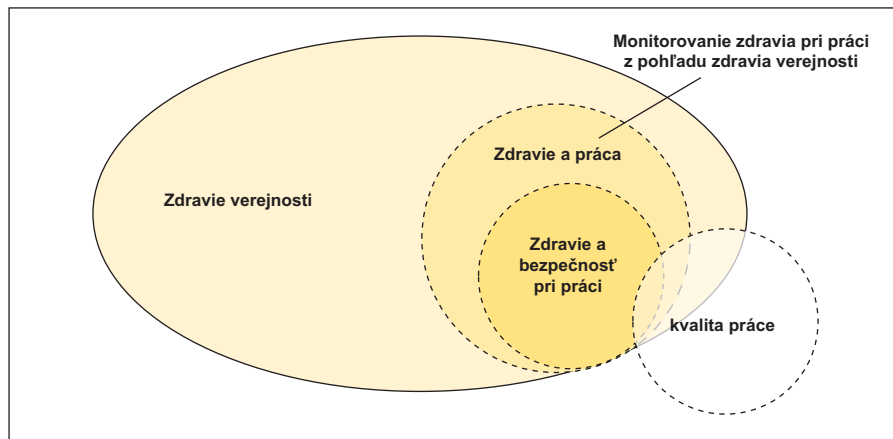 Monitorovanie zdravia pri práci
z pohľadu zdravia verejnosti
Zdravie a práca
Zdravie verejnosti
Zdravie a
bezpečnosť
pri práci
kvalita práce